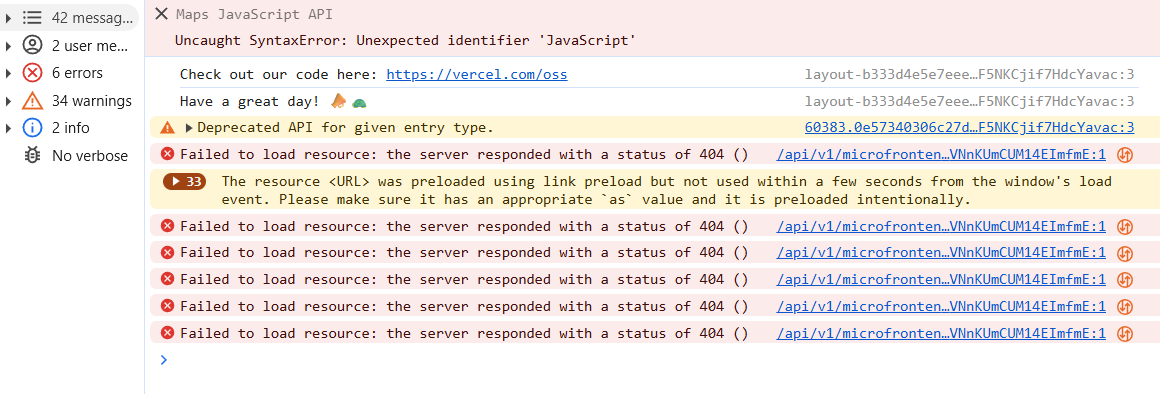 42 messag...
2 user me...
6 errors
34 warnings
2 info
No verbose
Maps JavaScript API
Uncaught SyntaxError: Unexpected identifier 'JavaScript'
Check out our code here: https://vercel.com/oss layout-b333d4e5e7eee…F5NKCjif7HdcYavac:3
Have a great day! 📣🐢 layout-b333d4e5e7eee…F5NKCjif7HdcYavac:3
Deprecated API for given entry type. 60383.0e57340306c27d…F5NKCjif7HdcYavac:3
Failed to load resource: the server responded with a status of 404 () /api/v1/microfronten…VNnKUmCUM14EImfmE:1
33 The resource <URL> was preloaded using link preload but not used within a few seconds from the window's load
event. Please make sure it has an appropriate `as` value and it is preloaded intentionally.
Failed to load resource: the server responded with a status of 404 () /api/v1/microfronten…VNnKUmCUM14EImfmE:1
Failed to load resource: the server responded with a status of 404 () /api/v1/microfronten…VNnKUmCUM14EImfmE:1
Failed to load resource: the server responded with a status of 404 () /api/v1/microfronten…VNnKUmCUM14EImfmE:1
Failed to load resource: the server responded with a status of 404 () /api/v1/microfronten…VNnKUmCUM14EImfmE:1
Failed to load resource: the server responded with a status of 404 () /api/v1/microfronten…VNnKUmCUM14EImfmE:1